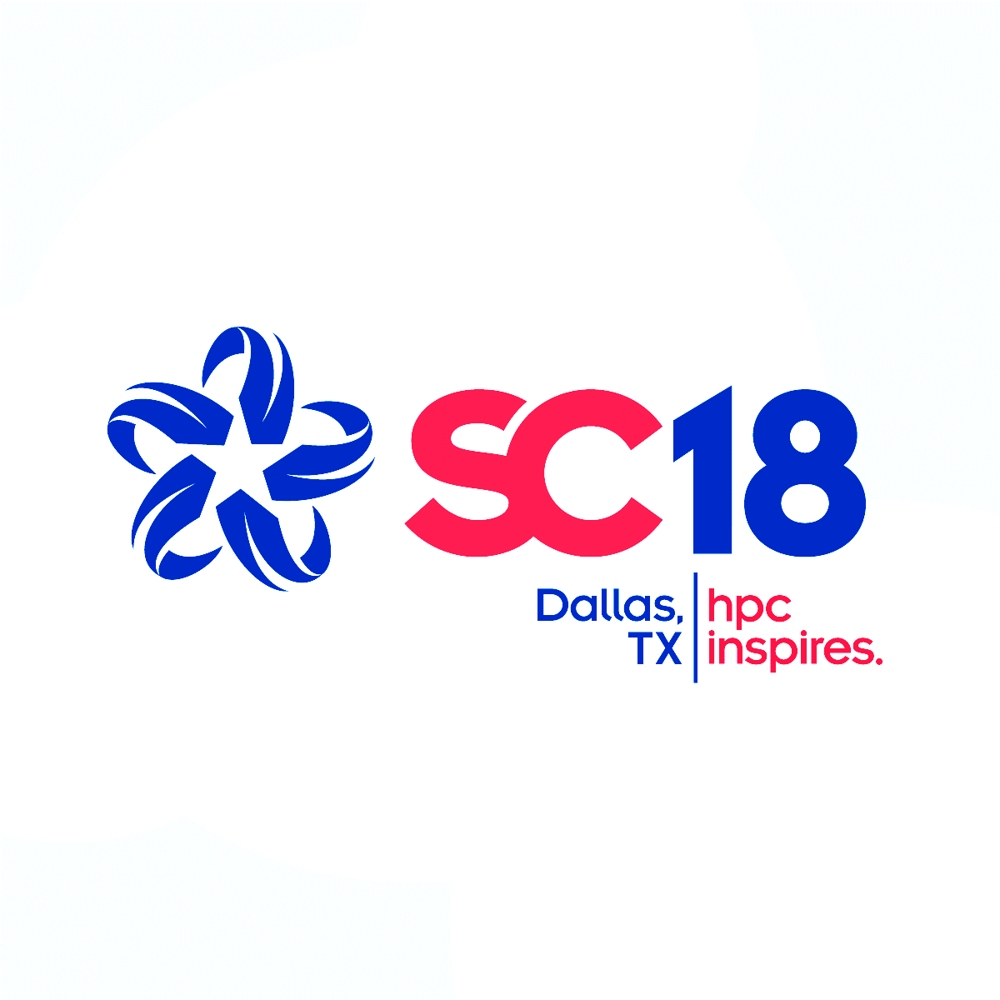 SC18
Dallas,
TX
hpc
inspires.